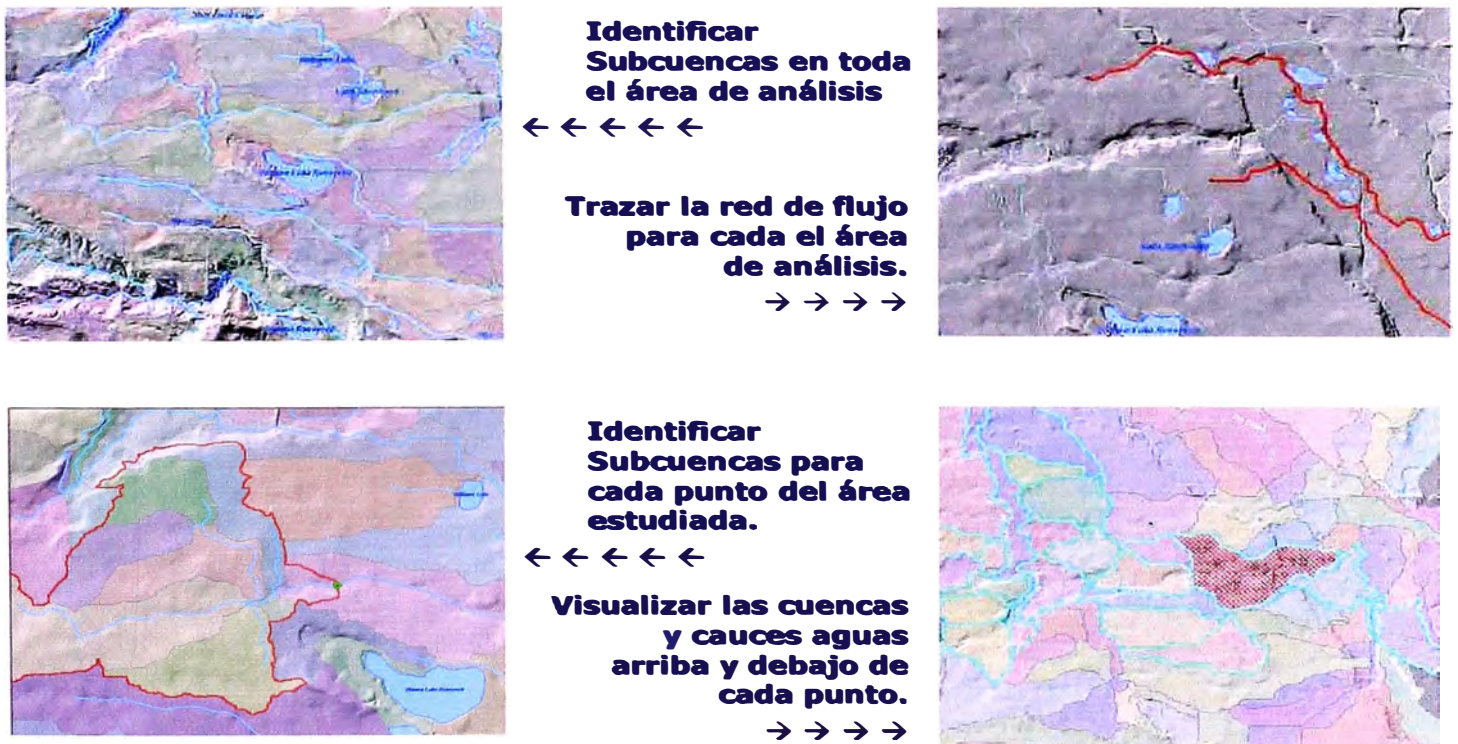 Identificar
Subcuencas en toda
el área de análisis
← ← ← ← ←
Trazar la red de flujo
para cada el área
de análisis.
→ → → →
Identificar
Subcuencas para
cada punto del área
estudiada.
← ← ← ← ←
Visualizar las cuencas
y cauces aguas
arriba y debajo de
cada punto.
→ → → →